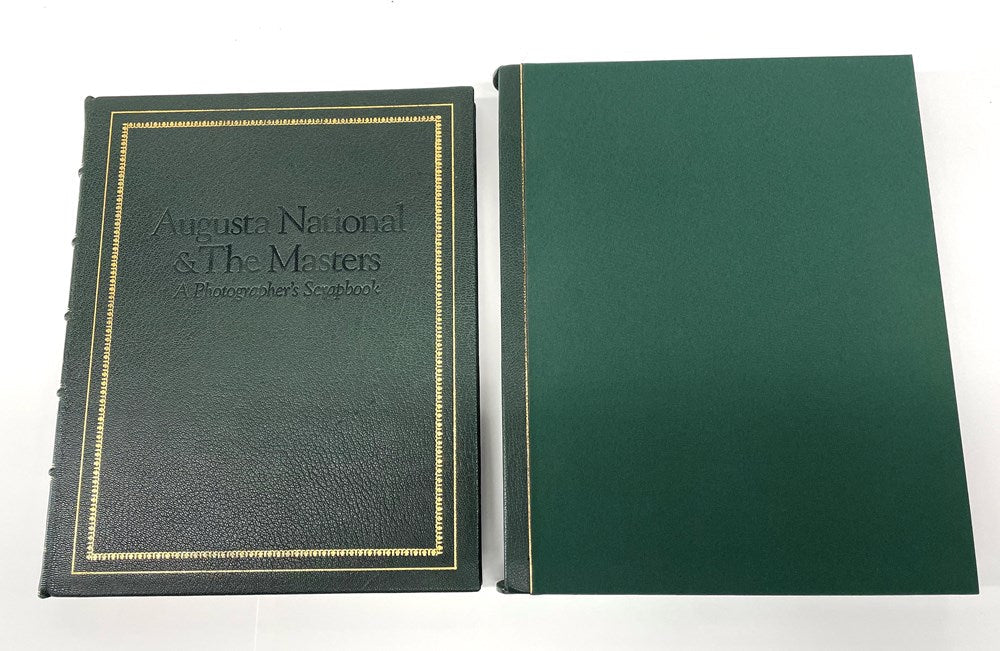 Augusta National
& The Masters
A Photographer's Scrapbook